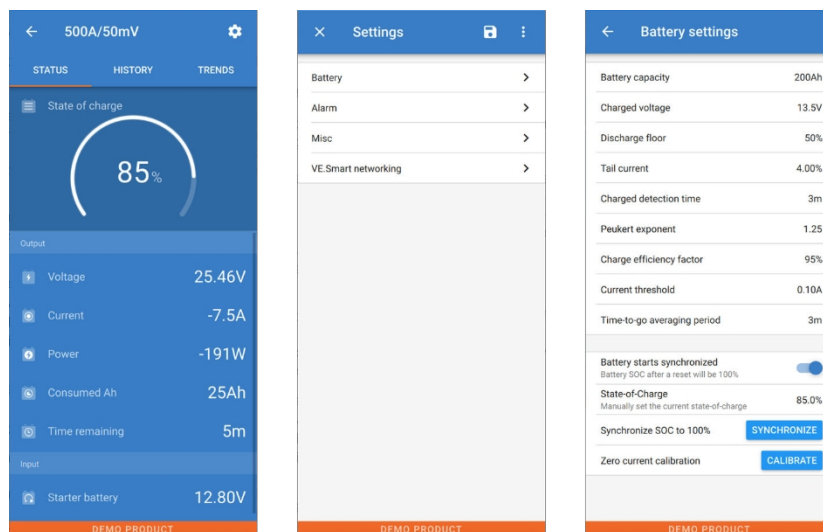 500A/50mV
STATUS HISTORY TRENDS
State of charge
85%
Output
Voltage 25.46V
Current -7.5A
Power -191W
Consumed Ah 25Ah
Time remaining 5m
Input
Starter battery 12.80V
DEMO PRODUCT
Settings
Battery
Alarm
Misc
VE.Smart networking
DEMO PRODUCT
Battery settings
Battery capacity 200Ah
Charged voltage 13.5V
Discharge floor 50%
Tail current 4.00%
Charged detection time 3m
Peukert exponent 1.25
Charge efficiency factor 95%
Current threshold 0.10A
Time-to-go averaging period 3m
Battery starts synchronized
Battery SOC after a reset will be 100%
State-of-Charge 85.0%
Manually set the current state-of-charge
Synchronize SOC to 100% SYNCHRONIZE
Zero current calibration CALIBRATE
DEMO PRODUCT